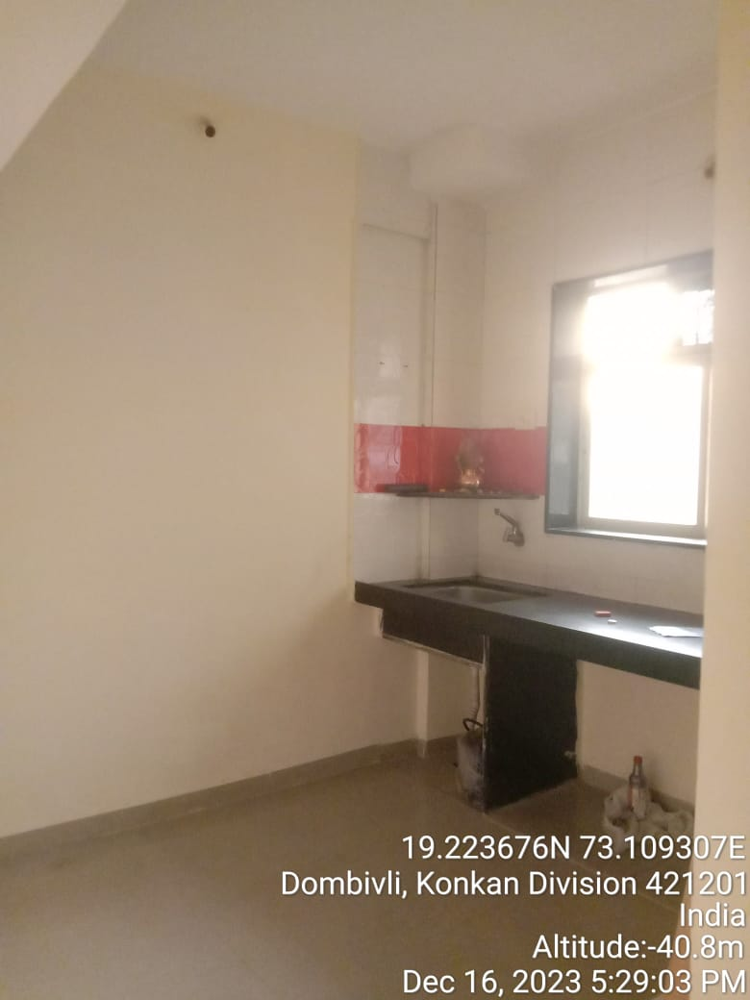 19.223676N 73.109307E
Dombivli, Konkan Division 421201
India
Altitude:-40.8m
Dec 16, 2023 5:29:03 PM